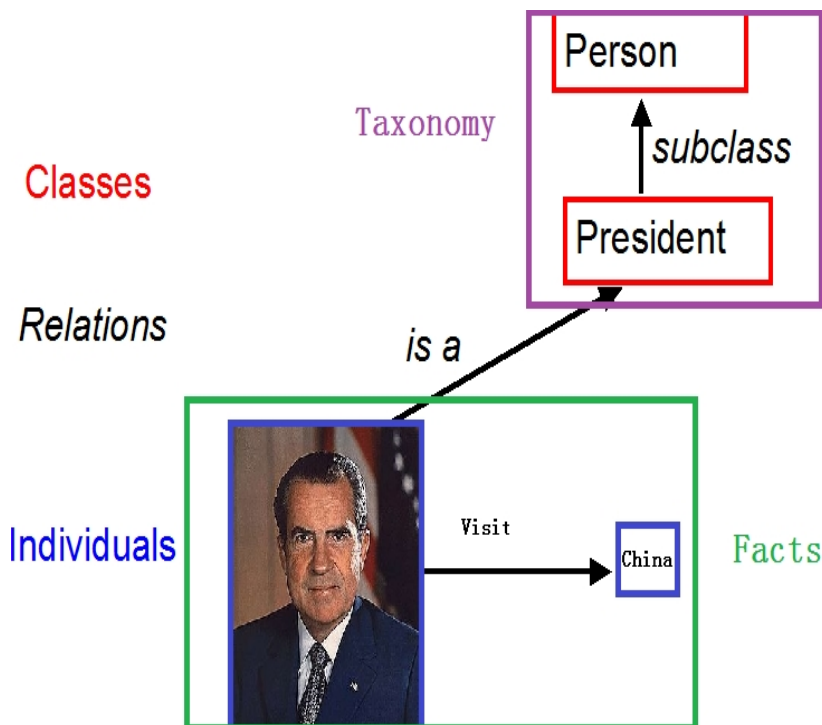 Person
Taxonomy
subclass
Classes
President
Relations
is a
Visit
Individuals
China
Facts